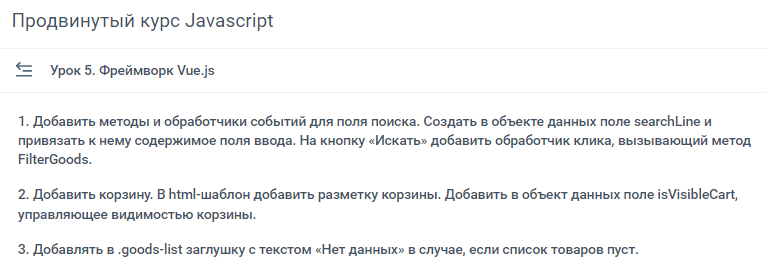 Продвинутый курс Javascript
Урок 5. Фреймворк Vue.js
1. Добавить методы и обработчики событий для поля поиска. Создать в объекте данных поле searchLine и
привязать к нему содержимое поля ввода. На кнопку «Искать» добавить обработчик клика, вызывающий метод
FilterGoods.
2. Добавить корзину. В html-шаблон добавить разметку корзины. Добавить в объект данных поле isVisibleCart,
управляющее видимостью корзины.
3. Добавлять в .goods-list заглушку с текстом «Нет данных» в случае, если список товаров пуст.